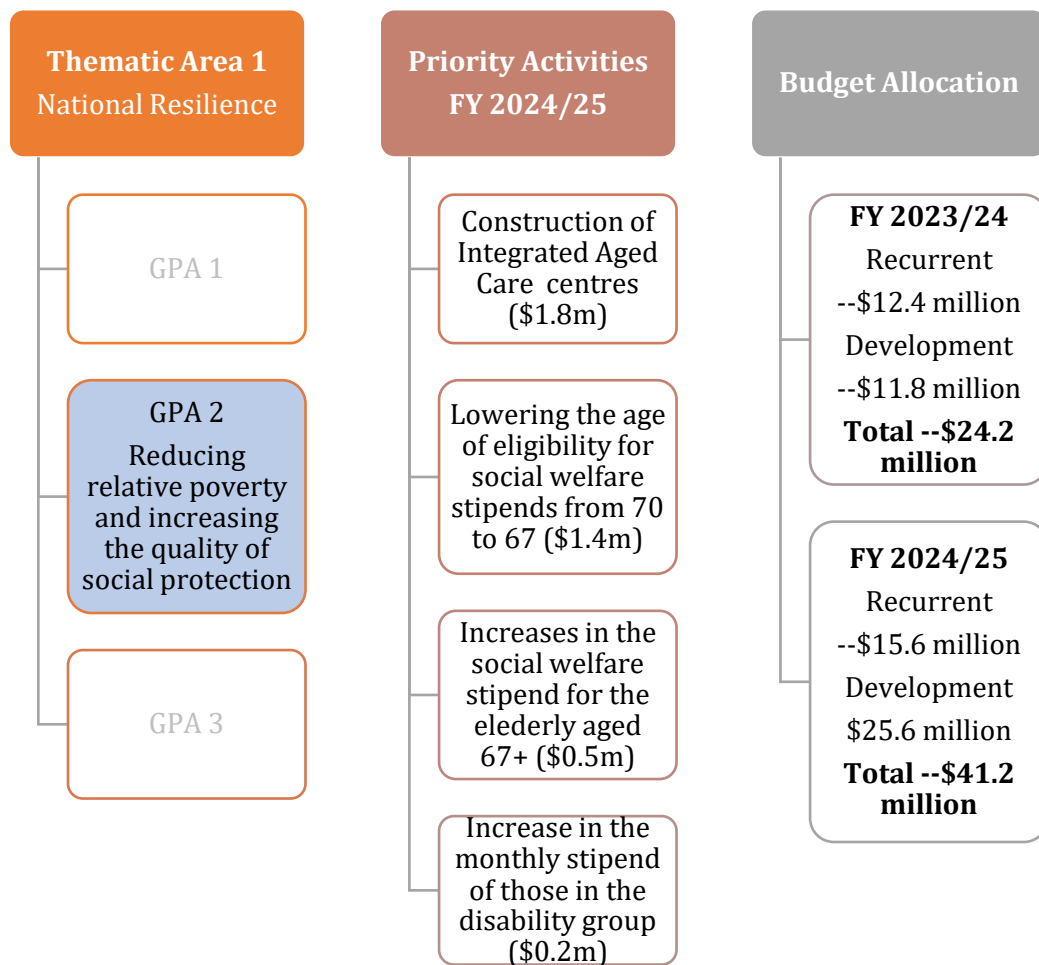 Thematic Area 1
National Resilience
GPA 1
GPA 2
Reducing
relative poverty
and increasing
the quality of
social protection
GPA 3
Priority Activities
FY 2024/25
Construction of
Integrated Aged
Care centres
($1.8m)
Lowering the age
of eligibility for
social welfare
stipends from 70
to 67 ($1.4m)
Increases in the
social welfare
stipend for the
elederly aged
67+ ($0.5m)
Increase in the
monthly stipend
of those in the
disability group
($0.2m)
Budget Allocation
FY 2023/24
Recurrent
--$12.4 million
Development
--$11.8 million
Total --$24.2
million
FY 2024/25
Recurrent
--$15.6 million
Development
$25.6 million
Total --$41.2
million